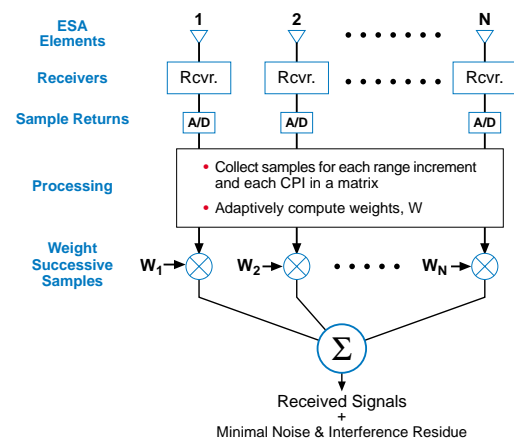 ESA
Elements
1
2
N
Receivers
Rcvr.
Rcvr.
Rcvr.
Sample Returns
A/D
A/D
A/D
Processing
• Collect samples for each range increment
and each CPI in a matrix
• Adaptively compute weights, W
Weight
Successive
Samples
W1
W2
WN
Σ
Received Signals
+
Minimal Noise & Interference Residue